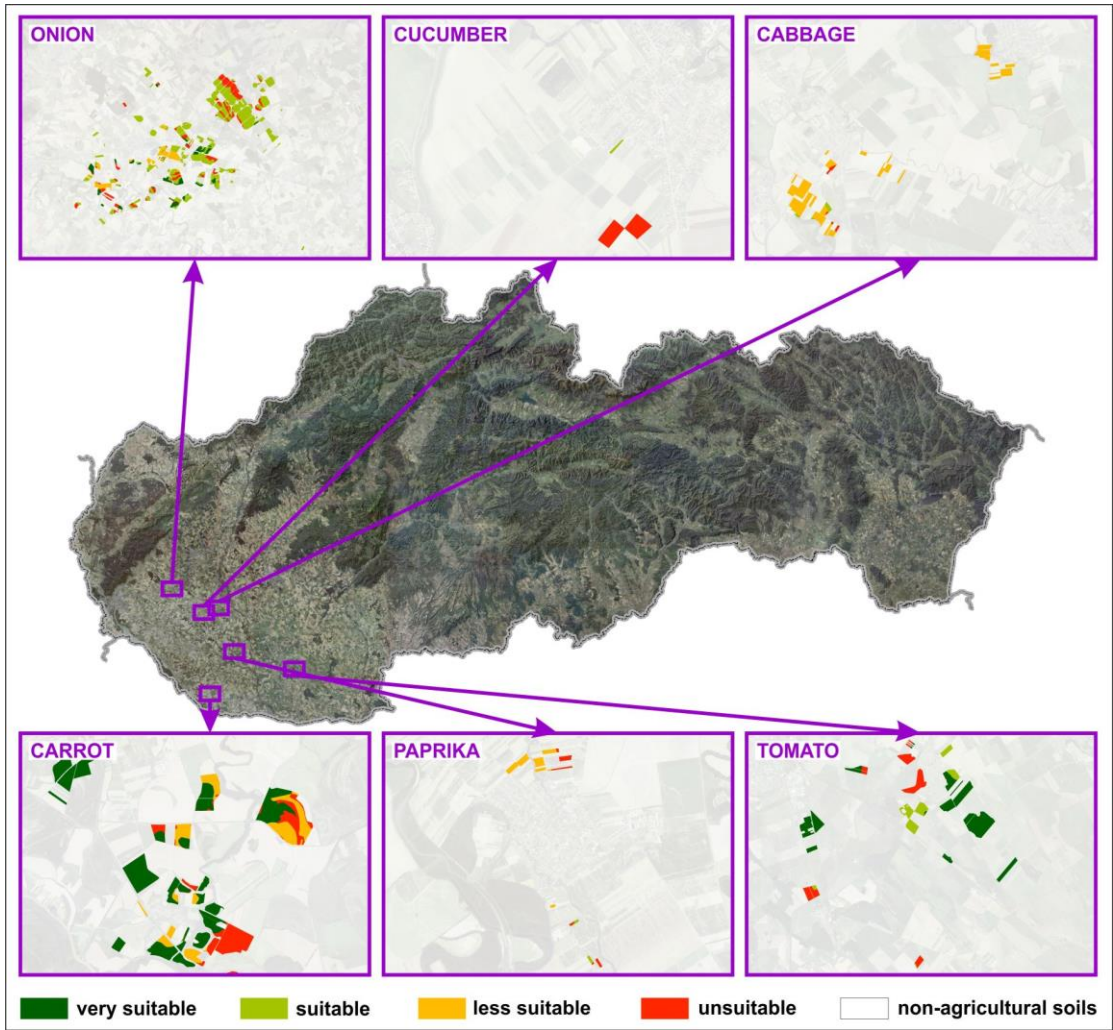 ONION
CUCUMBER
CABBAGE
CARROT
PAPRIKA
TOMATO
very suitable
suitable
less suitable
unsuitable
non-agricultural soils